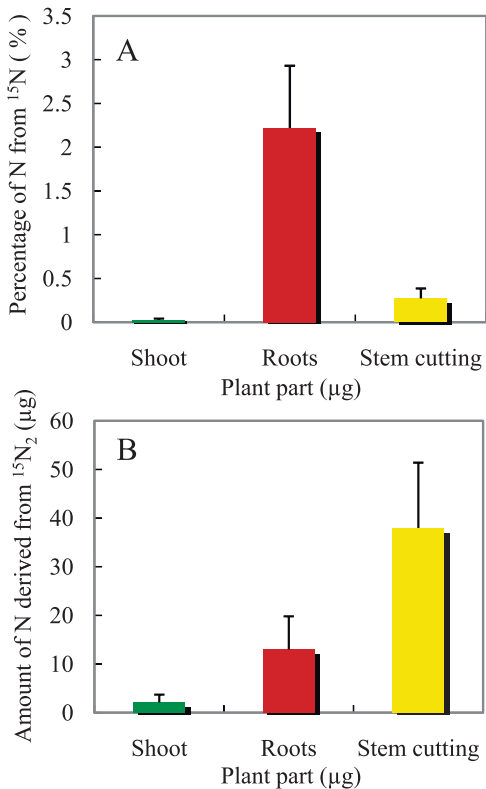 A
Percentage of N from ¹⁵N ( % )
3.5
3
2.5
2
1.5
1
0.5
0
Shoot Roots Stem cutting
Plant part (µg)
B
Amount of N derived from ¹⁵N₂ (µg)
60
50
40
30
20
10
0
Shoot Roots Stem cutting
Plant part (µg)